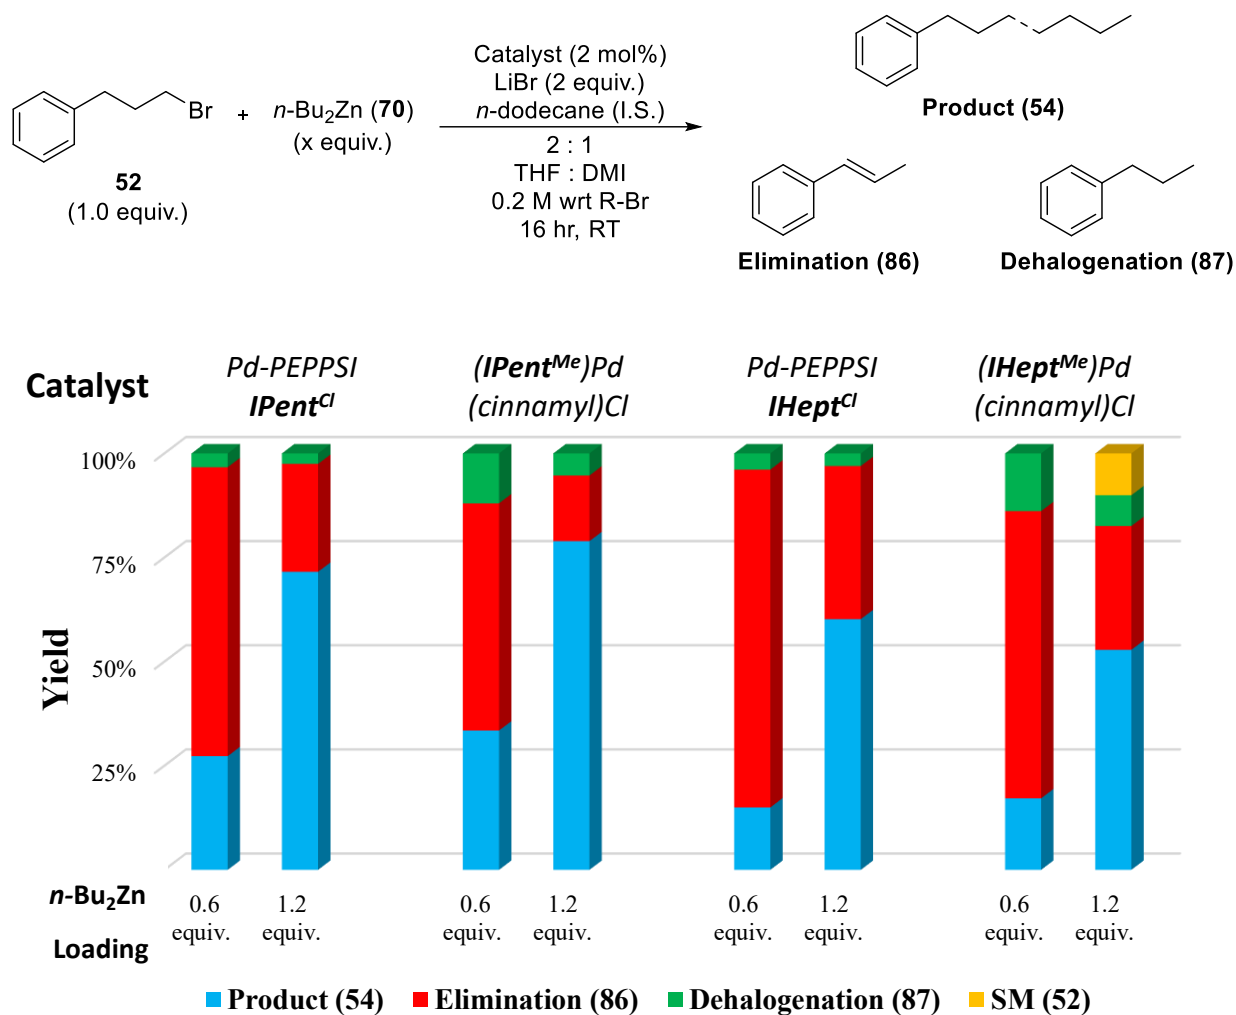 Br
52
(1.0 equiv.)
+
n-Bu₂Zn (70)
(x equiv.)
Catalyst (2 mol%)
LiBr (2 equiv.)
n-dodecane (I.S.)
2 : 1
THF : DMI
0.2 M wrt R-Br
16 hr, RT
Product (54)
Elimination (86)
Dehalogenation (87)
Catalyst
Pd-PEPPSI
IPentᶜˡ
(IPentᴹᵉ)Pd
(cinnamyl)Cl
Pd-PEPPSI
IHeptᶜˡ
(IHeptᴹᵉ)Pd
(cinnamyl)Cl
Yield
100%
75%
50%
25%
n-Bu₂Zn
Loading
0.6
equiv.
1.2
equiv.
0.6
equiv.
1.2
equiv.
0.6
equiv.
1.2
equiv.
0.6
equiv.
1.2
equiv.
Product (54)
Elimination (86)
Dehalogenation (87)
SM (52)